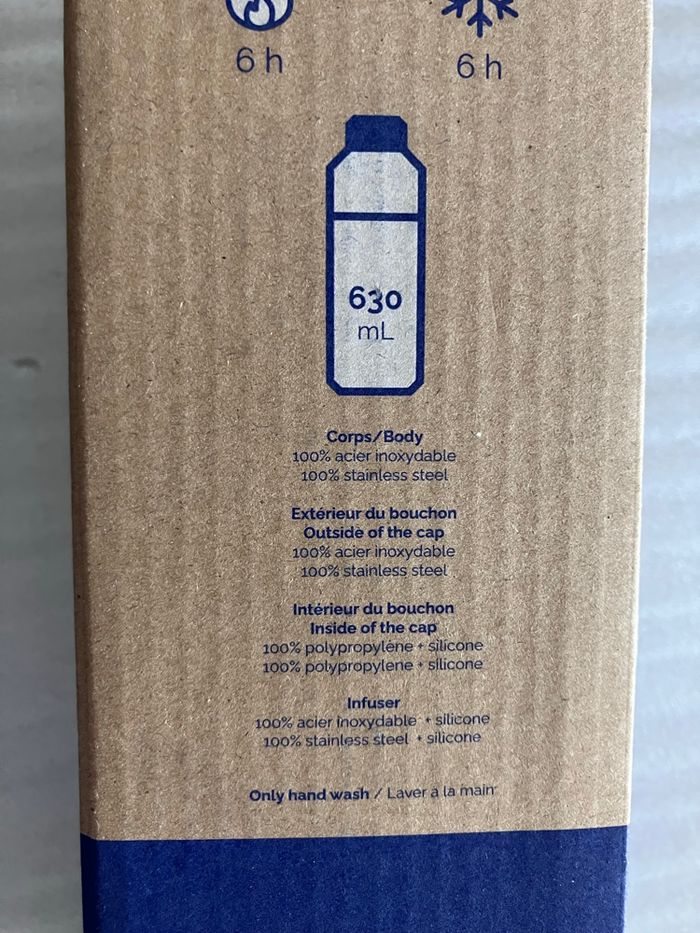 6 h
6 h
630
mL
Corps/Body
100% acier inoxydable
100% stainless steel
Extérieur du bouchon
Outside of the cap
100% acier inoxydable
100% stainless steel
Intérieur du bouchon
Inside of the cap
100% polypropylène + silicone
100% polypropylene + silicone
Infuser
100% acier inoxydable + silicone
100% stainless steel + silicone
Only hand wash / Laver à la main